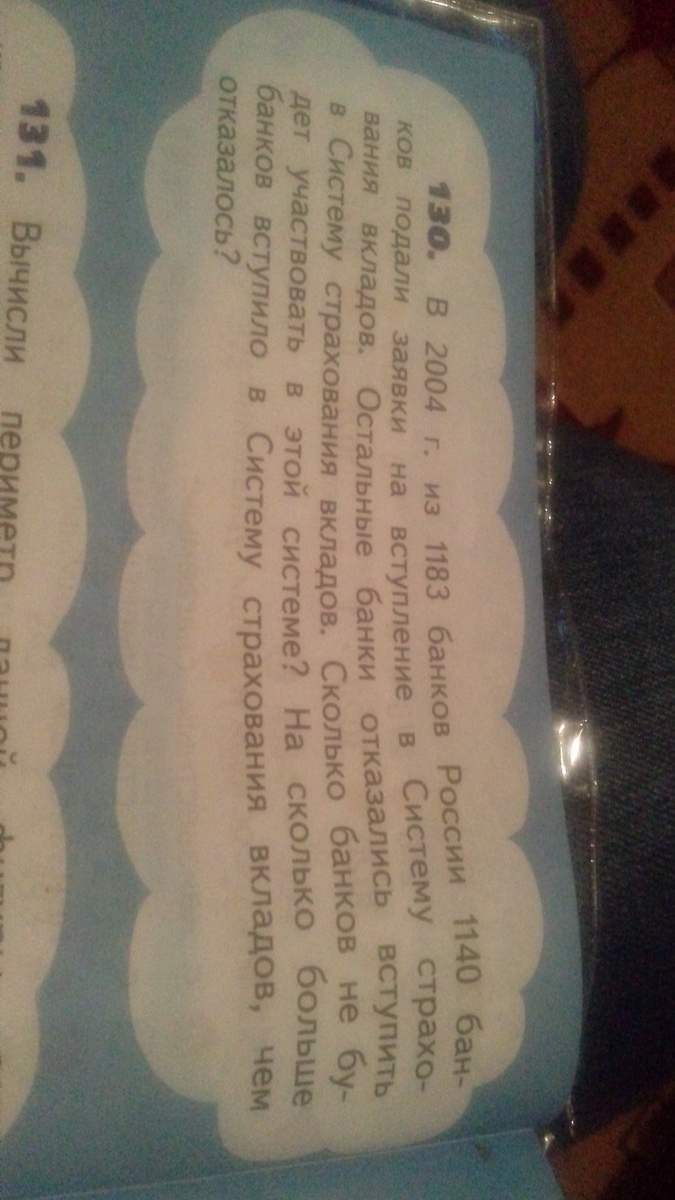 130. В 2004 г. из 1183 банков России 1140 бан-
ков подали заявки на вступление в Систему страхо-
вания вкладов. Остальные банки отказались вступить
в Систему страхования вкладов. Сколько банков не бу-
дет участвовать в этой системе? На сколько больше
банков вступило в Систему страхования вкладов, чем
отказалось?
131. Вычисли периметр данной